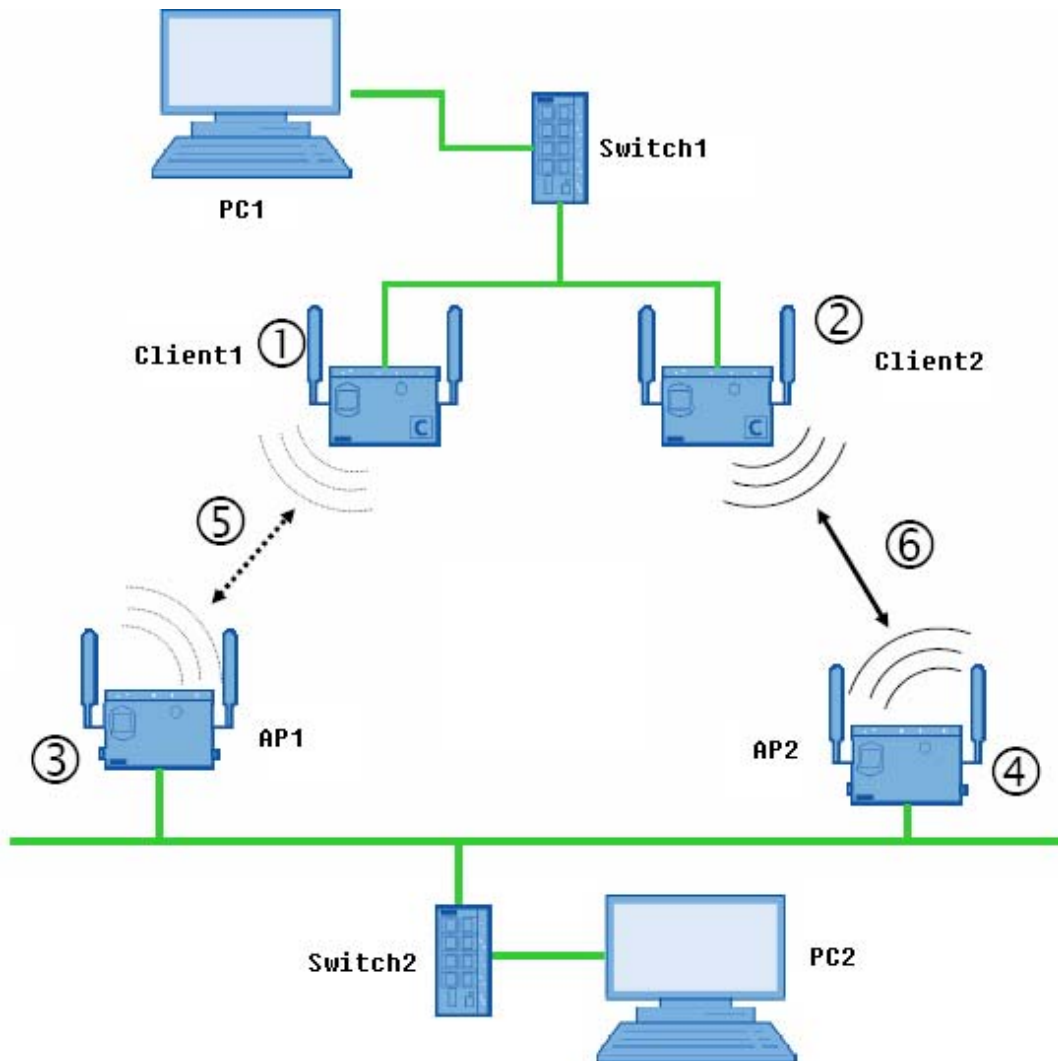 Switch1
PC1
Client1
①
②
Client2
C
C
⑤
⑥
AP1
AP2
③
④
Switch2
PC2